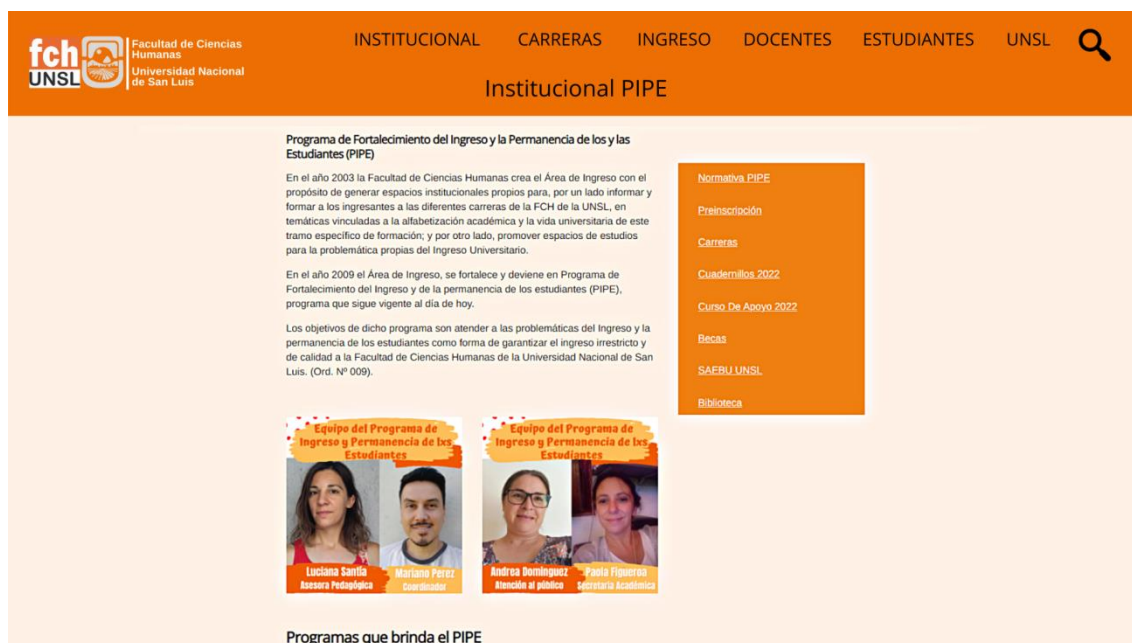 fch
UNSL
Facultad de Ciencias
Humanas
Universidad Nacional
de San Luis
INSTITUCIONAL CARRERAS INGRESO DOCENTES ESTUDIANTES UNSL
Institucional PIPE
Programa de Fortalecimiento del Ingreso y la Permanencia de los y las
Estudiantes (PIPE)
En el año 2003 la Facultad de Ciencias Humanas crea el Área de Ingreso con el
propósito de generar espacios institucionales propios para, por un lado informar y
formar a los ingresantes a las diferentes carreras de la FCH de la UNSL, en
temáticas vinculadas a la alfabetización académica y la vida universitaria de este
tramo específico de formación; y por otro lado, promover espacios de estudios
para la problemática propias del Ingreso Universitario.
En el año 2009 el Área de Ingreso, se fortalece y deviene en Programa de
Fortalecimiento del Ingreso y de la permanencia de los estudiantes (PIPE),
programa que sigue vigente al día de hoy.
Los objetivos de dicho programa son atender a las problemáticas del Ingreso y la
permanencia de los estudiantes como forma de garantizar el ingreso irrestricto y
de calidad a la Facultad de Ciencias Humanas de la Universidad Nacional de San
Luis. (Ord. Nº 009).
Normativa PIPE
Preinscripción
Carreras
Cuadernillos 2022
Curso De Apoyo 2022
Becas
SAEBU UNSL
Biblioteca
Equipo del Programa de
Ingreso y Permanencia de lxs
Estudiantes
Luciana Santía
Asesora Pedagógica
Mariano Perez
Coordinador
Equipo del Programa de
Ingreso y Permanencia de lxs
Estudiantes
Andrea Dominguez
Atención al público
Paola Figueroa
Secretaria Académica
Programas que brinda el PIPE